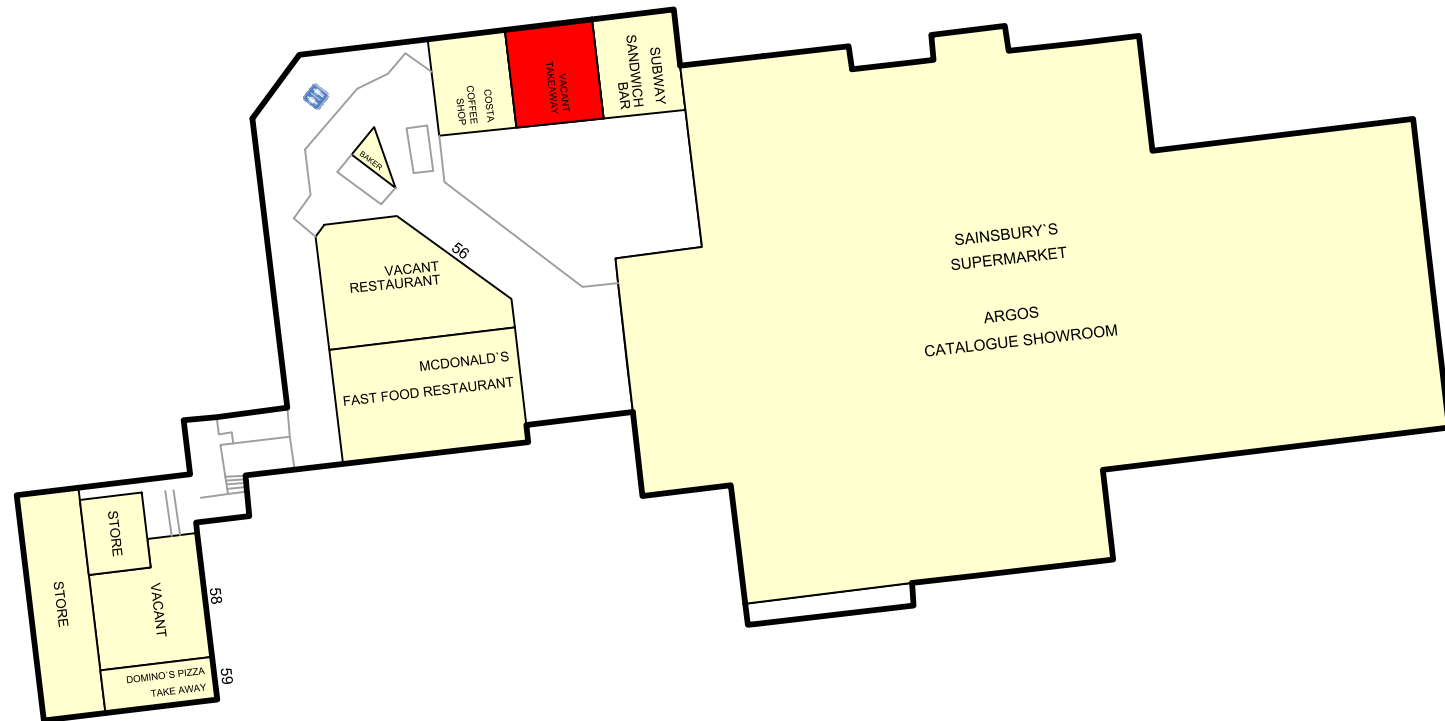 COSTA
COFFEE
SHOP
VACANT
TAKEAWAY
SUBWAY
SANDWICH
BAR
BAKER
56
VACANT
RESTAURANT
MCDONALD`S
FAST FOOD RESTAURANT
SAINSBURY`S
SUPERMARKET
ARGOS
CATALOGUE SHOWROOM
STORE
STORE
VACANT
58
DOMINO`S PIZZA
TAKE AWAY
59